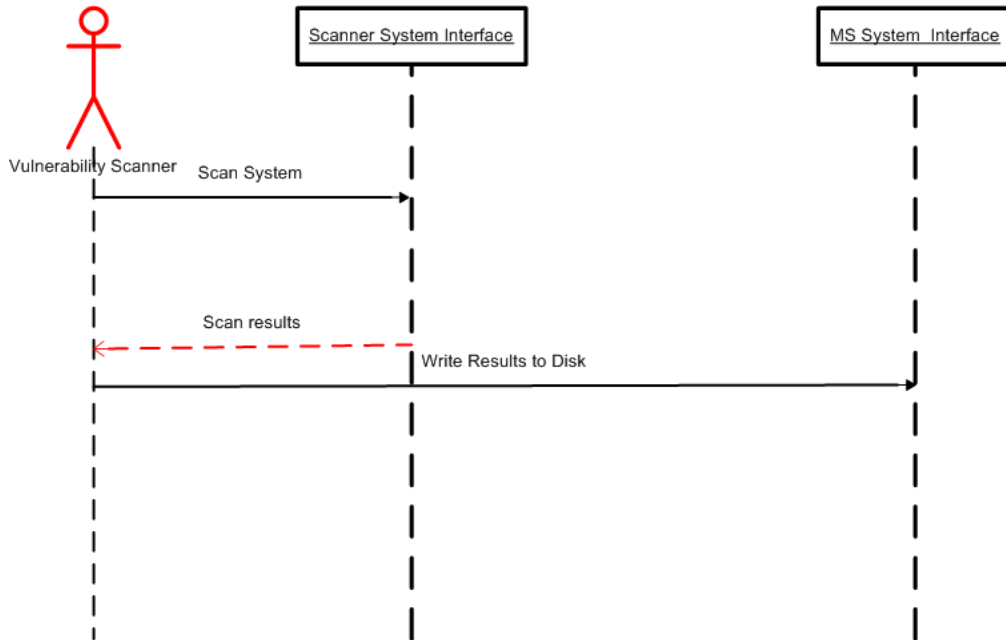 Scanner System Interface
MS System Interface
Vulnerability Scanner
Scan System
Scan results
Write Results to Disk